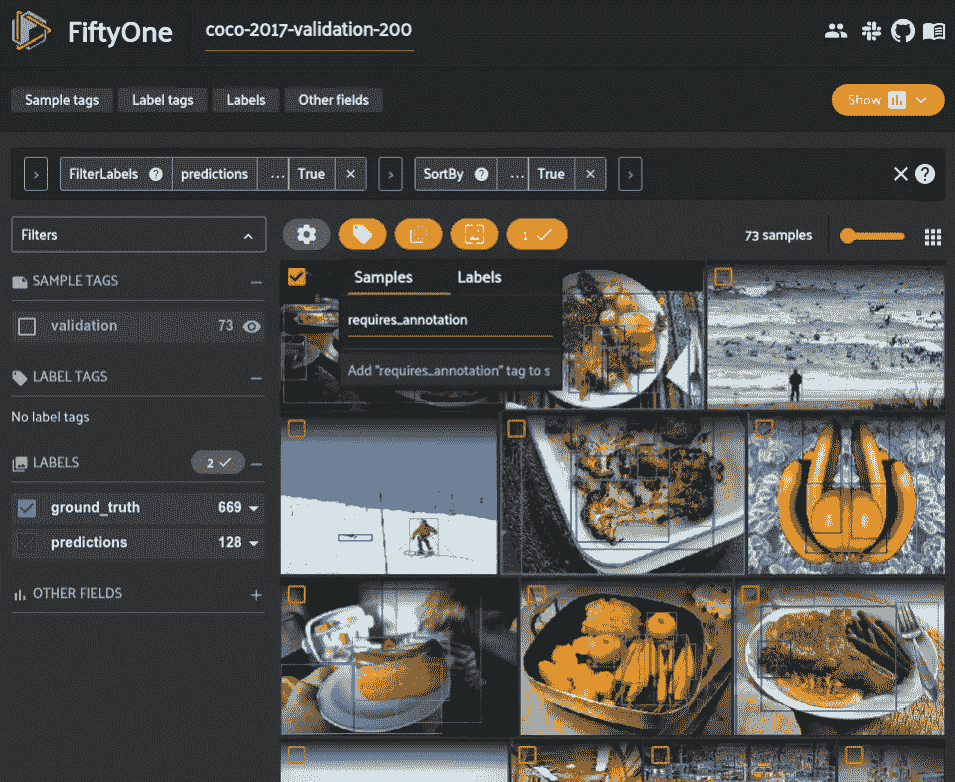 FiftyOne coco-2017-validation-200
Sample tags Label tags Labels Other fields Show
FilterLabels ? predictions ... True × SortBy ? ... True × ?
Filters 1 73 samples
SAMPLE TAGS
validation 73
LABEL TAGS
No label tags
LABELS 2
ground_truth 669
predictions 128
OTHER FIELDS
Samples Labels
requires_annotation
Add "requires_annotation" tag to s